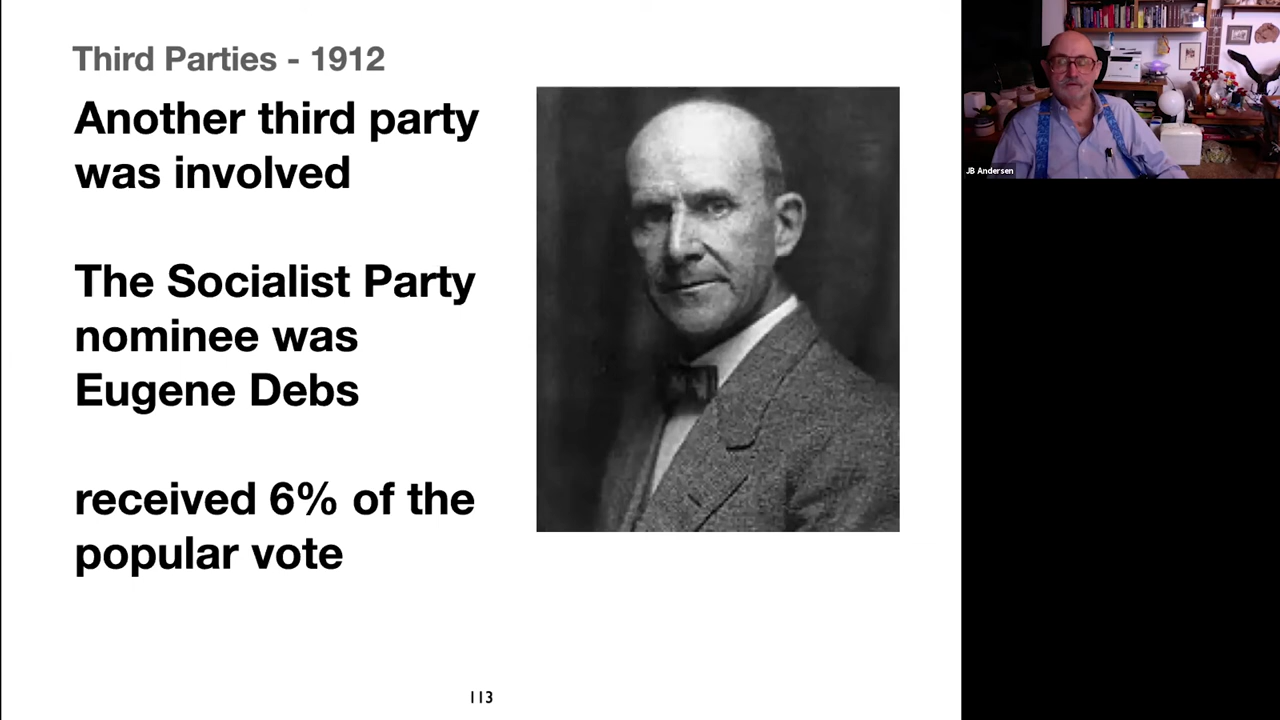 Third Parties - 1912
Another third party
was involved
The Socialist Party
nominee was
Eugene Debs
received 6% of the
popular vote
113
JB Andersen